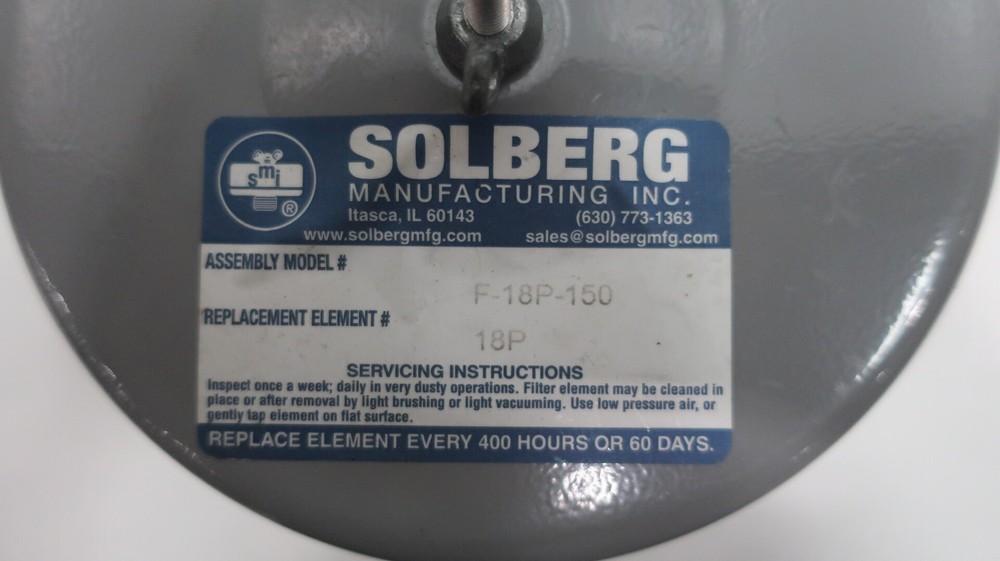 smi ®
SOLBERG
MANUFACTURING INC.
Itasca, IL 60143 (630) 773-1363
www.solbergmfg.com sales@solbergmfg.com
ASSEMBLY MODEL #
F-18P-150
REPLACEMENT ELEMENT #
18P
SERVICING INSTRUCTIONS
Inspect once a week; daily in very dusty operations. Filter element may be cleaned in
place or after removal by light brushing or light vacuuming. Use low pressure air, or
gently tap element on flat surface.
REPLACE ELEMENT EVERY 400 HOURS OR 60 DAYS.